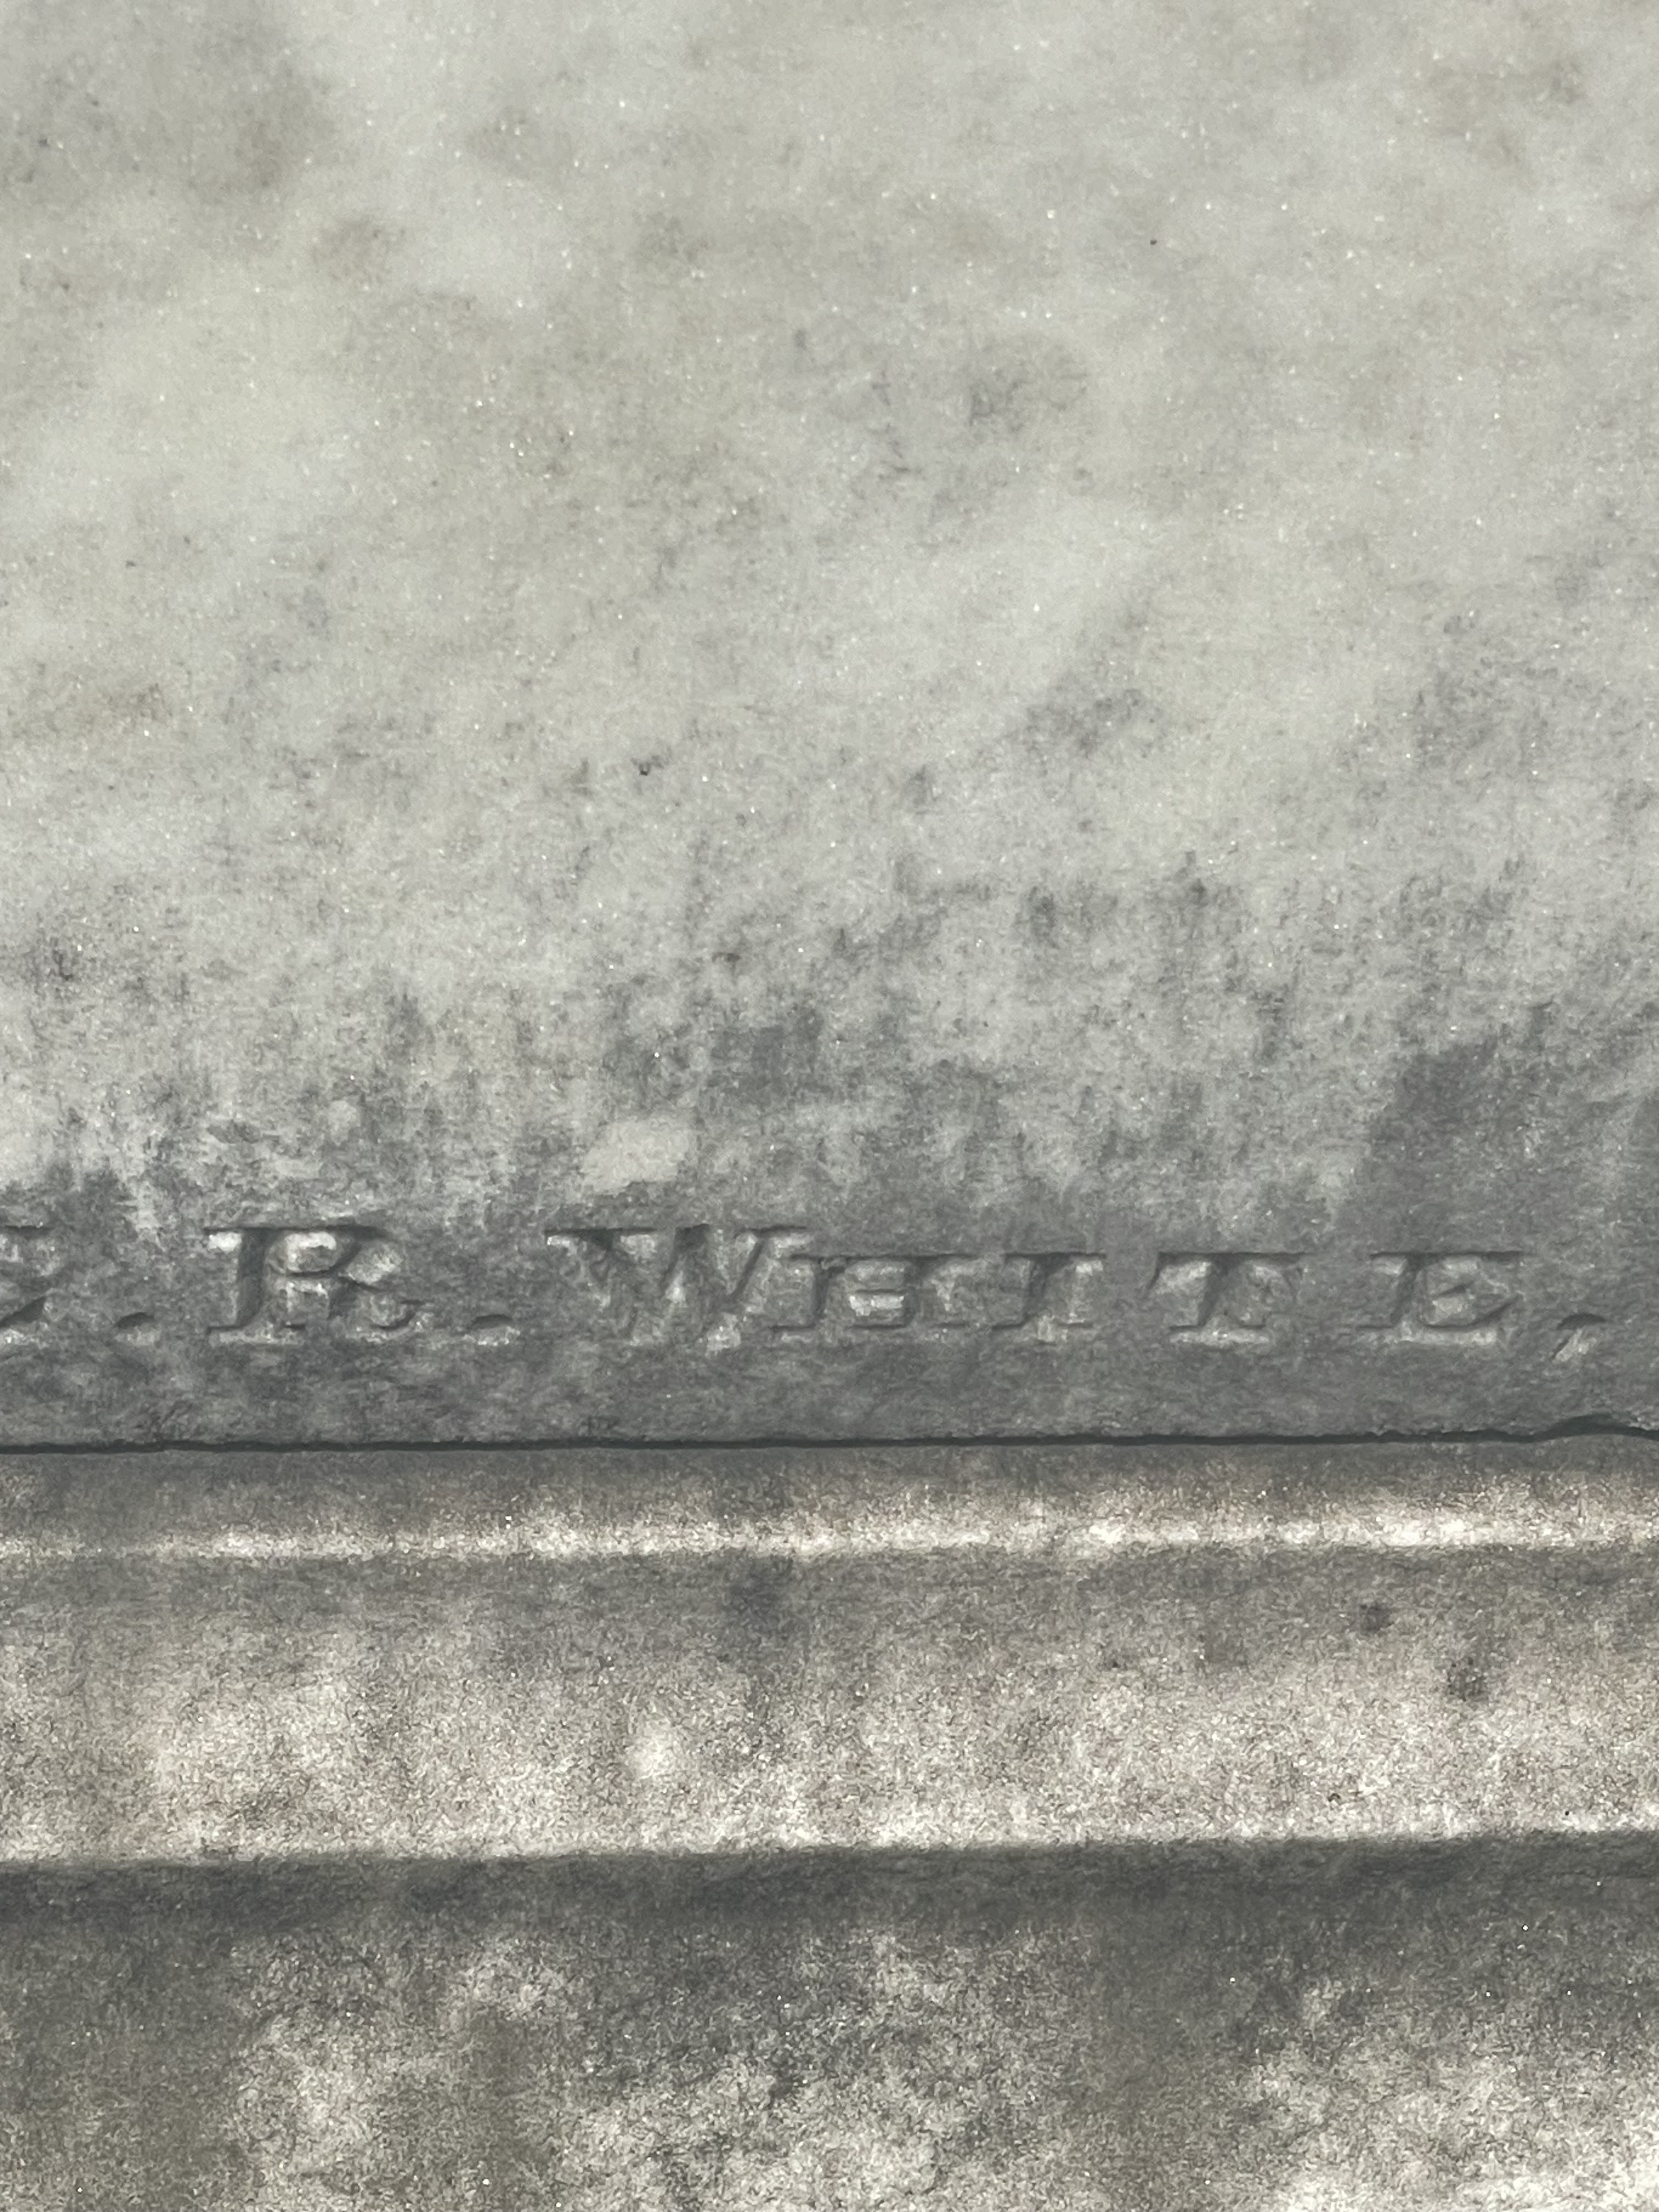 . R. WHITE,